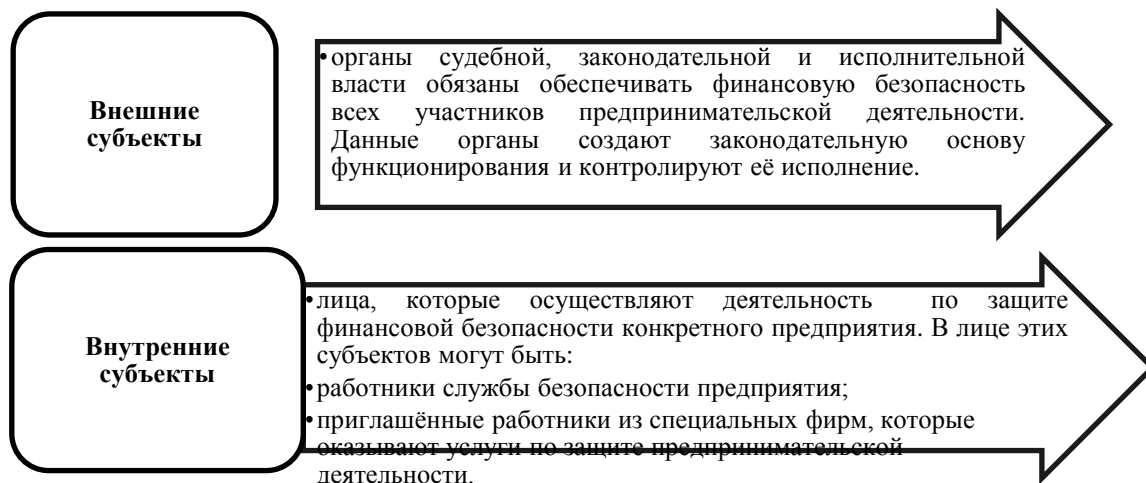 Внешние
субъекты
•органы судебной, законодательной и исполнительной
власти обязаны обеспечивать финансовую безопасность
всех участников предпринимательской деятельности.
Данные органы создают законодательную основу
функционирования и контролируют её исполнение.
Внутренние
субъекты
•лица, которые осуществляют деятельность по защите
финансовой безопасности конкретного предприятия. В лице этих
субъектов могут быть:
•работники службы безопасности предприятия;
•приглашённые работники из специальных фирм, которые
оказывают услуги по защите предпринимательской
деятельности.